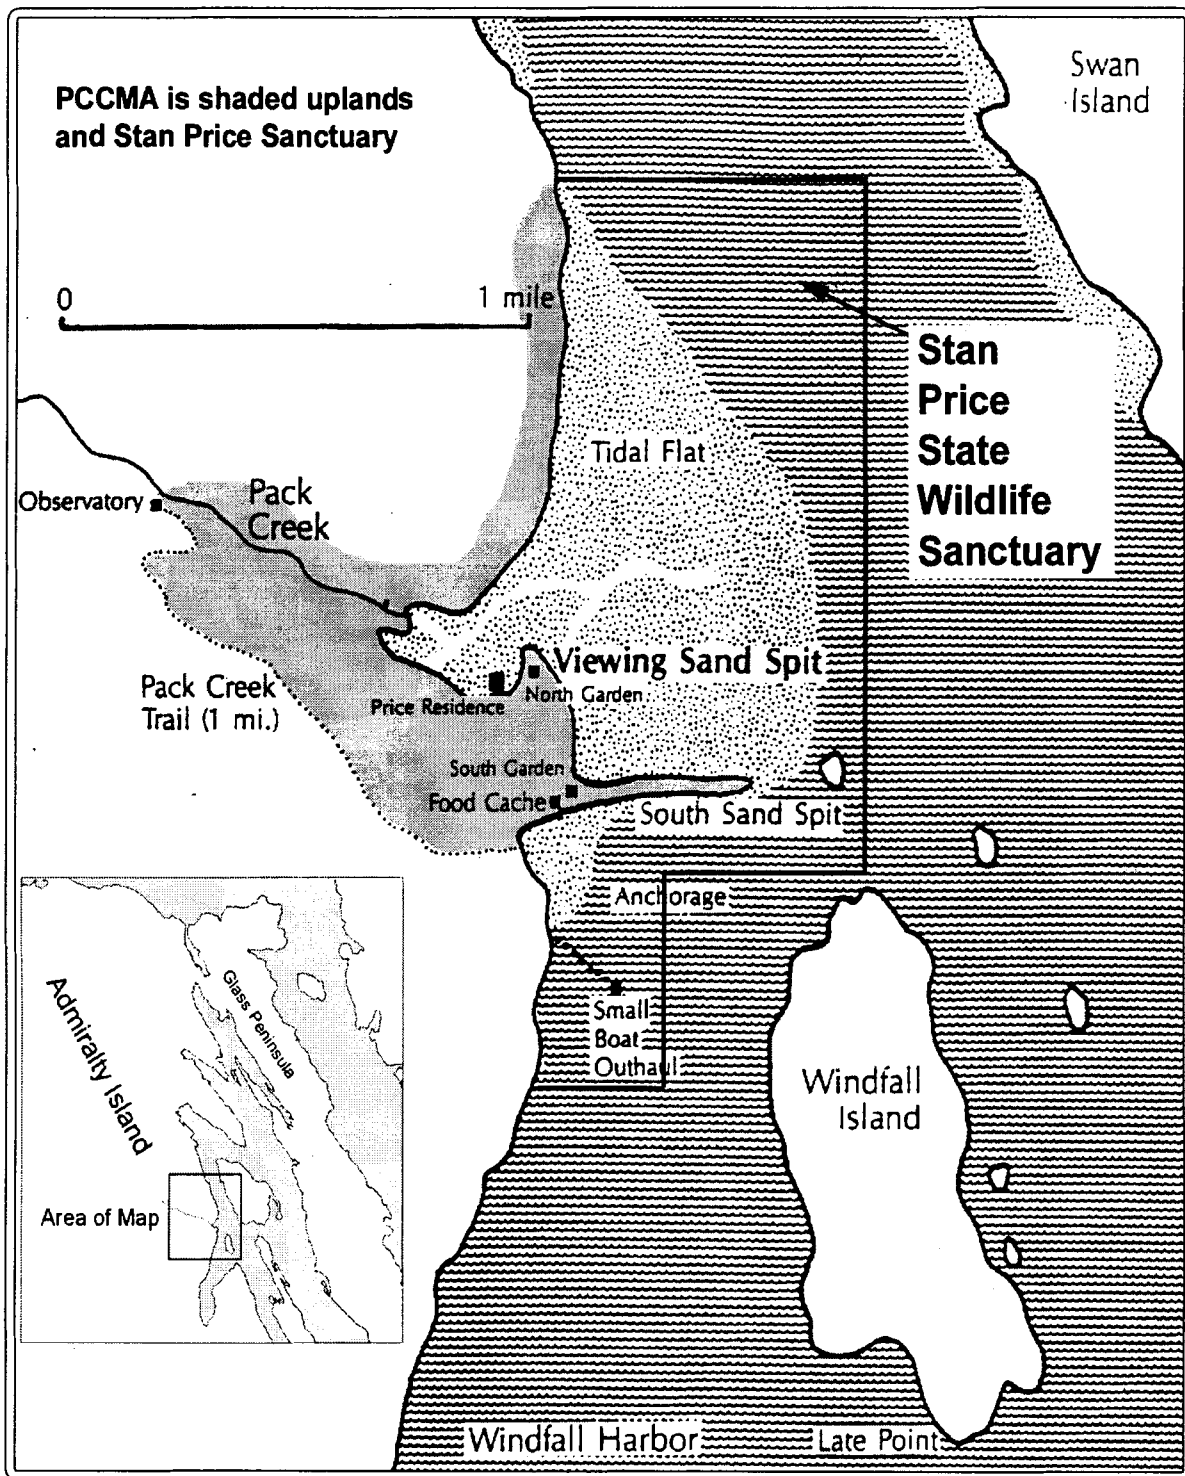 PCCMA is shaded uplands
and Stan Price Sanctuary
Swan
Island
0
1 mile
Stan
Price
State
Wildlife
Sanctuary
Tidal Flat
Observatory
Pack
Creek
Viewing Sand Spit
North Garden
Price Residence
Pack Creek
Trail (1 mi.)
South Garden
Food Cache
South Sand Spit
Anchorage
Small
Boat
Outhaul
Windfall
Island
Admiralty Island
Glass Peninsula
Area of Map
Windfall Harbor
Late Point